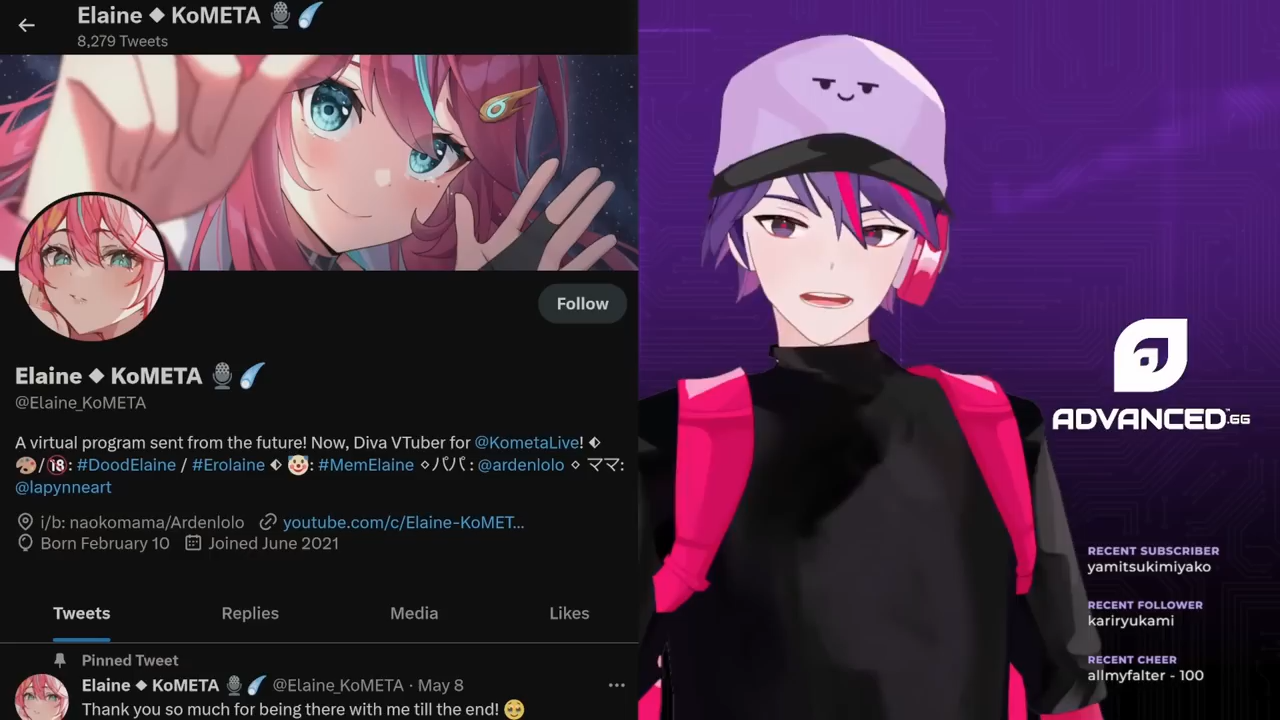 Elaine ◆ KoMETA 🎙️☄️
8,279 Tweets
Follow
Elaine ◆ KoMETA 🎙️☄️
@Elaine_KoMETA
A virtual program sent from the future! Now, Diva VTuber for @KometaLive! ⬖
🎨/🔞: #DoodElaine / #Erolaine ⬖ 🤡: #MemElaine ⋄パパ : @ardenlolo ⋄ ママ:
@lapynneart
i/b: naokomama/Ardenlolo youtube.com/c/Elaine-KoMET…
Born February 10 Joined June 2021
Tweets Replies Media Likes
Pinned Tweet
Elaine ◆ KoMETA 🎙️☄️ @Elaine_KoMETA · May 8
Thank you so much for being there with me till the end! 🥹
ADVANCED.GG
RECENT SUBSCRIBER
yamitsukimiyako
RECENT FOLLOWER
kariryukami
RECENT CHEER
allmyfalter - 100